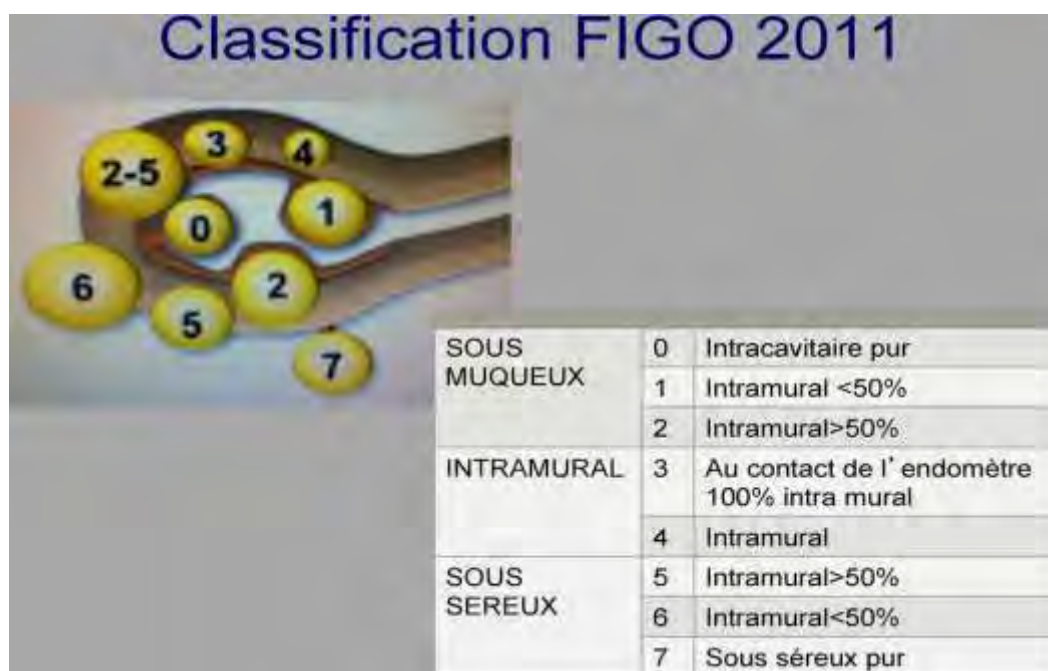 Classification FIGO 2011
3
4
2-5
1
0
6
2
5
7
SOUS MUQUEUX
0 Intracavitaire pur
1 Intramural <50%
2 Intramural>50%
INTRAMURAL
3 Au contact de l'endomètre
100% intra mural
4 Intramural
SOUS SEREUX
5 Intramural>50%
6 Intramural<50%
7 Sous séreux pur